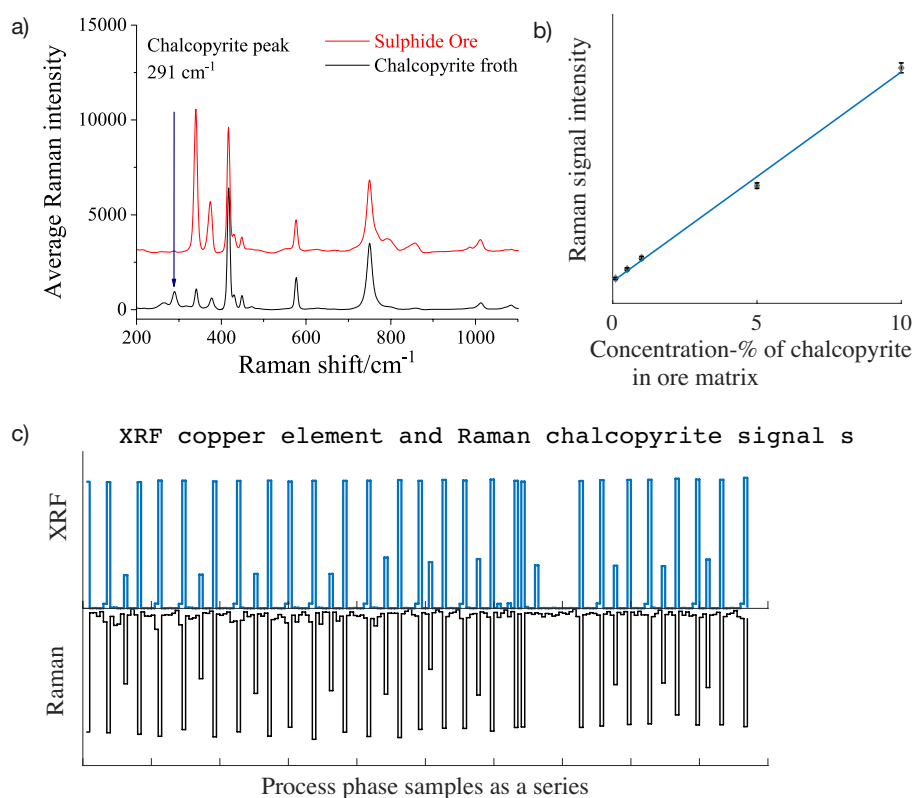 a)
15000
10000
5000
0
Average Raman intensity
Chalcopyrite peak
291 cm⁻¹
Sulphide Ore
Chalcopyrite froth
200 400 600 800 1000
Raman shift/cm⁻¹
b)
Raman signal intensity
0 5 10
Concentration-% of chalcopyrite
in ore matrix
c)
XRF copper element and Raman chalcopyrite signal s
XRF
Raman
Process phase samples as a series